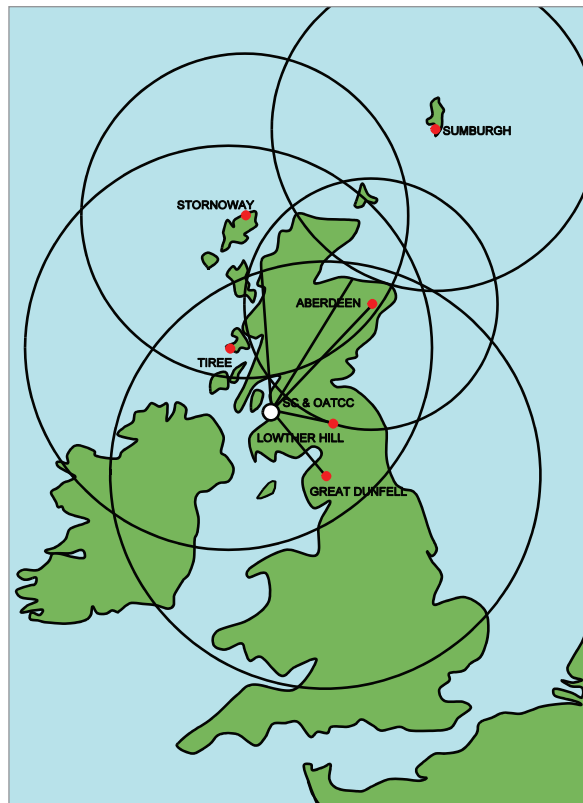 SUMBURGH
STORNOWAY
ABERDEEN
TIREE
SC & OATCC
LOWTHER HILL
GREAT DUNFELL